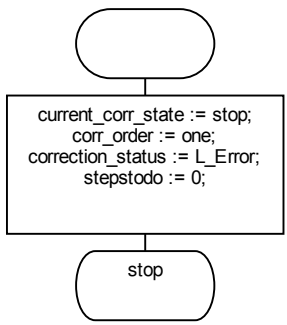 current_corr_state := stop;
corr_order := one;
correction_status := L_Error;
stepstodo := 0;
stop